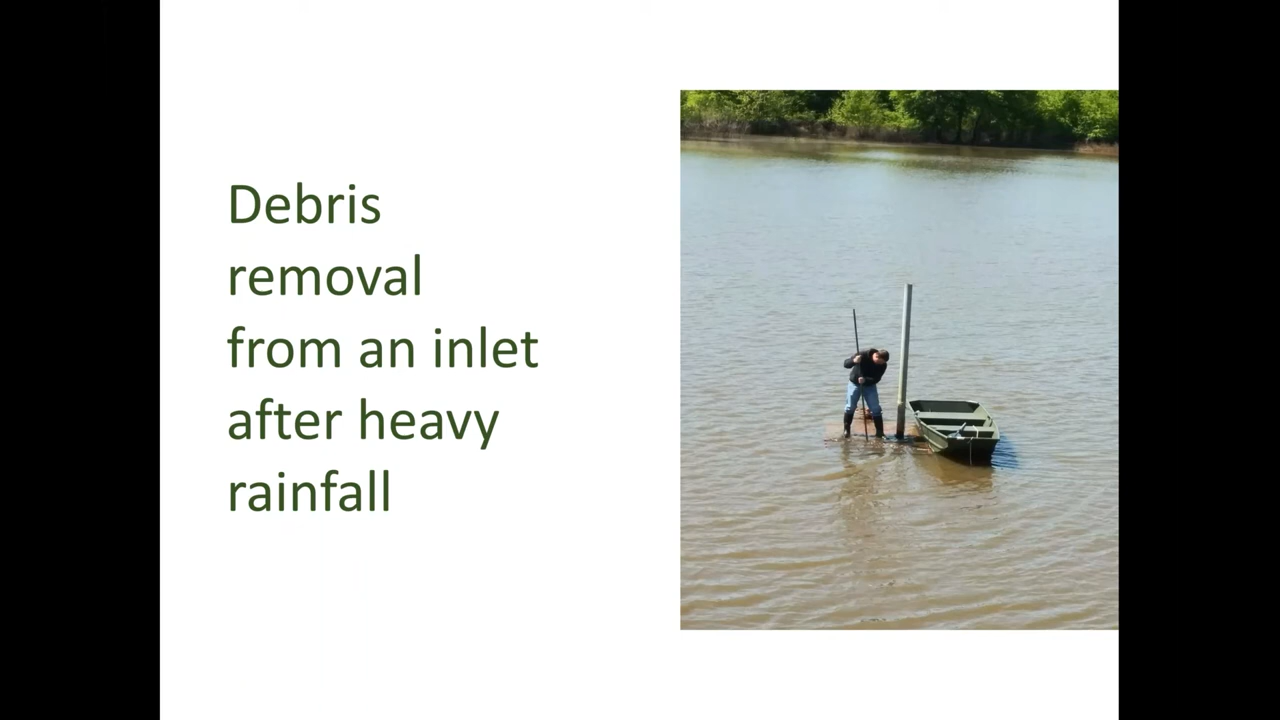 Debris
removal
from an inlet
after heavy
rainfall